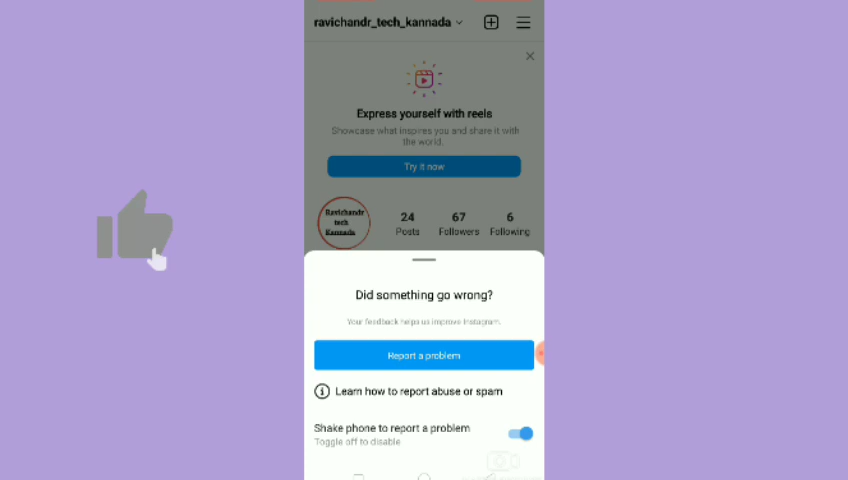 ravichandr_tech_kannada
Express yourself with reels
Showcase what inspires you and share it with
the world.
Try it now
Ravichandr
tech
Kannada
24
67
6
Posts
Followers
Following
Did something go wrong?
Your feedback helps us improve Instagram.
Report a problem
Learn how to report abuse or spam
Shake phone to report a problem
Toggle off to disable